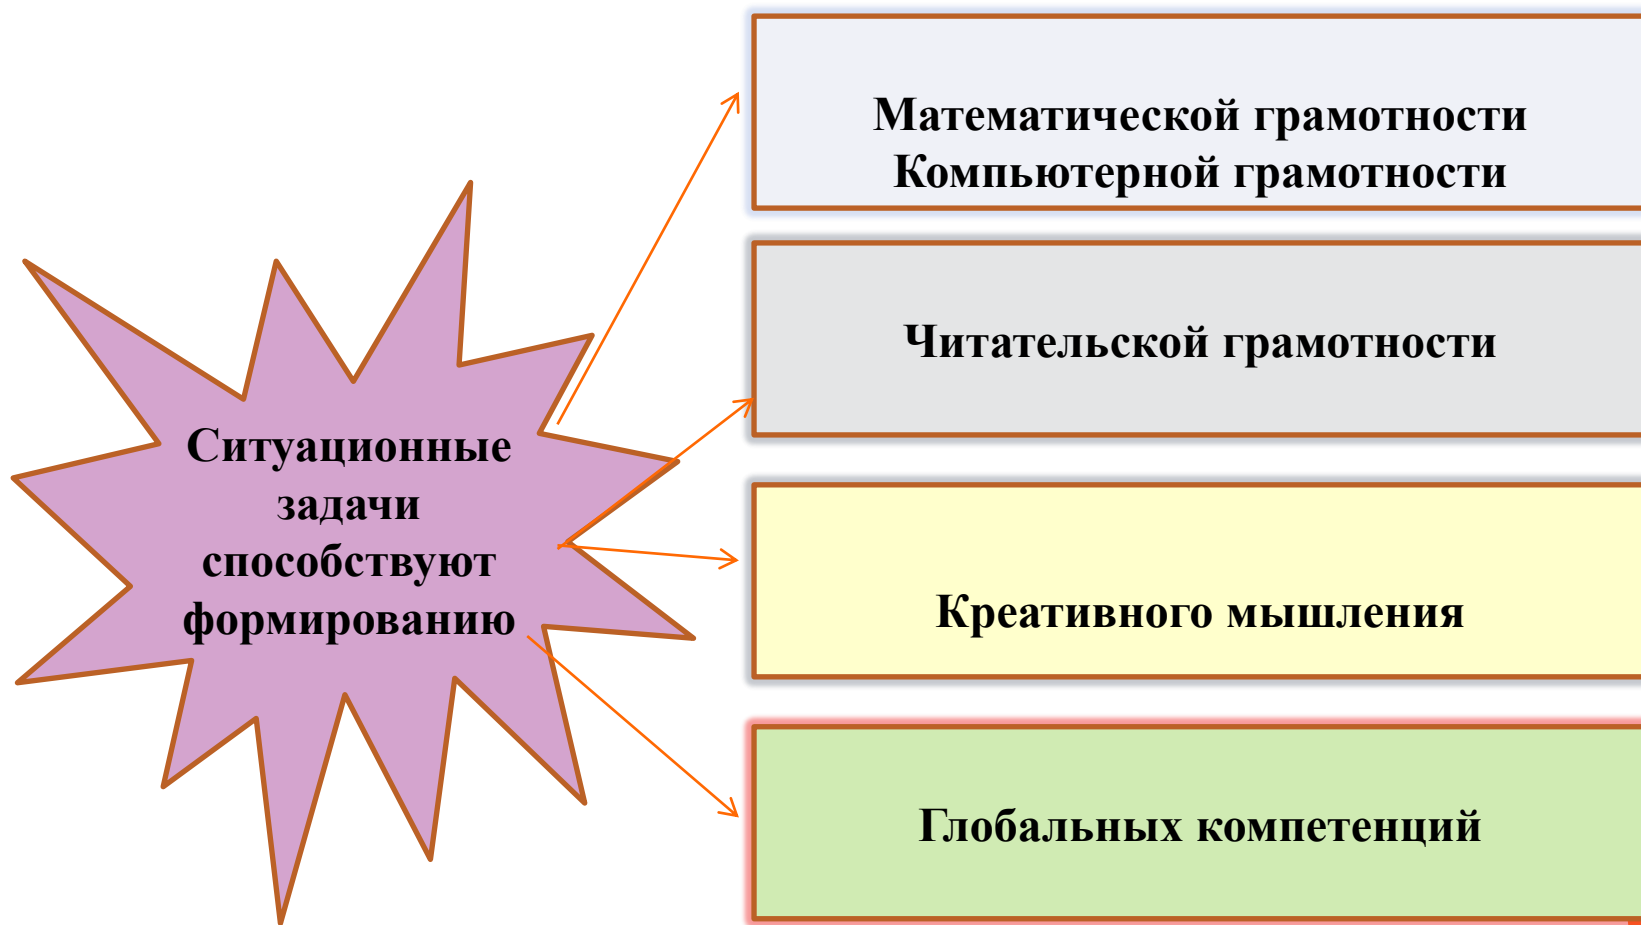 Ситуационные
задачи
способствуют
формированию
Математической грамотности
Компьютерной грамотности
Читательской грамотности
Креативного мышления
Глобальных компетенций